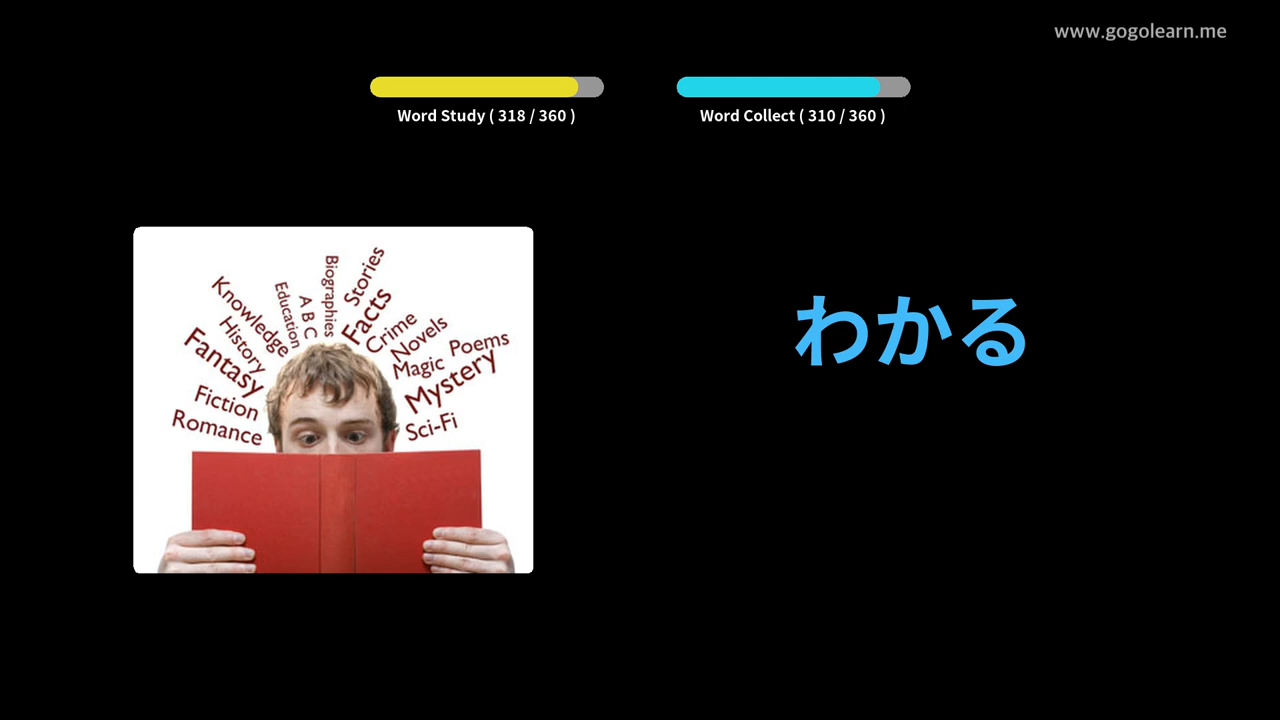 www.gogolearn.me
Word Study ( 318 / 360 )
Word Collect ( 310 / 360 )
わかる
Biographies
Stories
Education
A B C
Facts
Knowledge
History
Crime
Novels
Poems
Fantasy
Magic
Mystery
Fiction
Romance
Sci-Fi